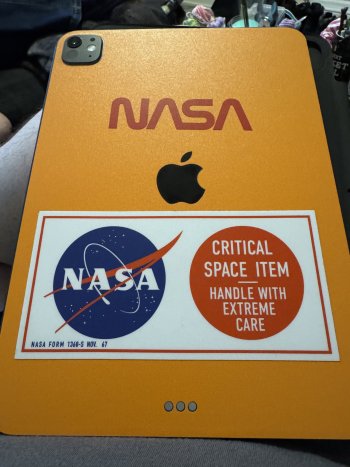 NASA
NASA
CRITICAL
SPACE ITEM
HANDLE WITH
EXTREME
CARE
NASA FORM 1368-S NOV. 67